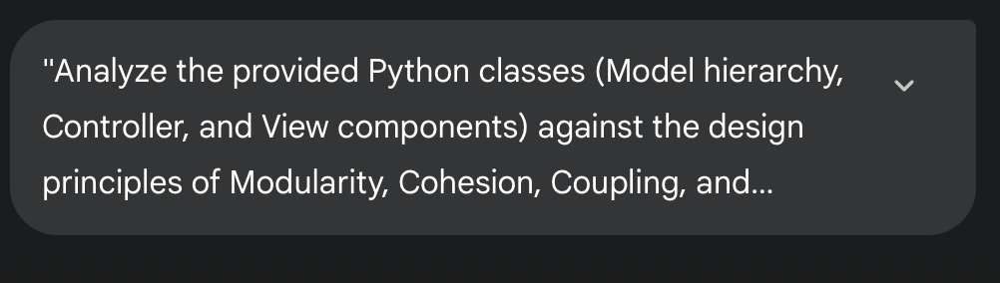 "Analyze the provided Python classes (Model hierarchy,
Controller, and View components) against the design
principles of Modularity, Cohesion, Coupling, and...